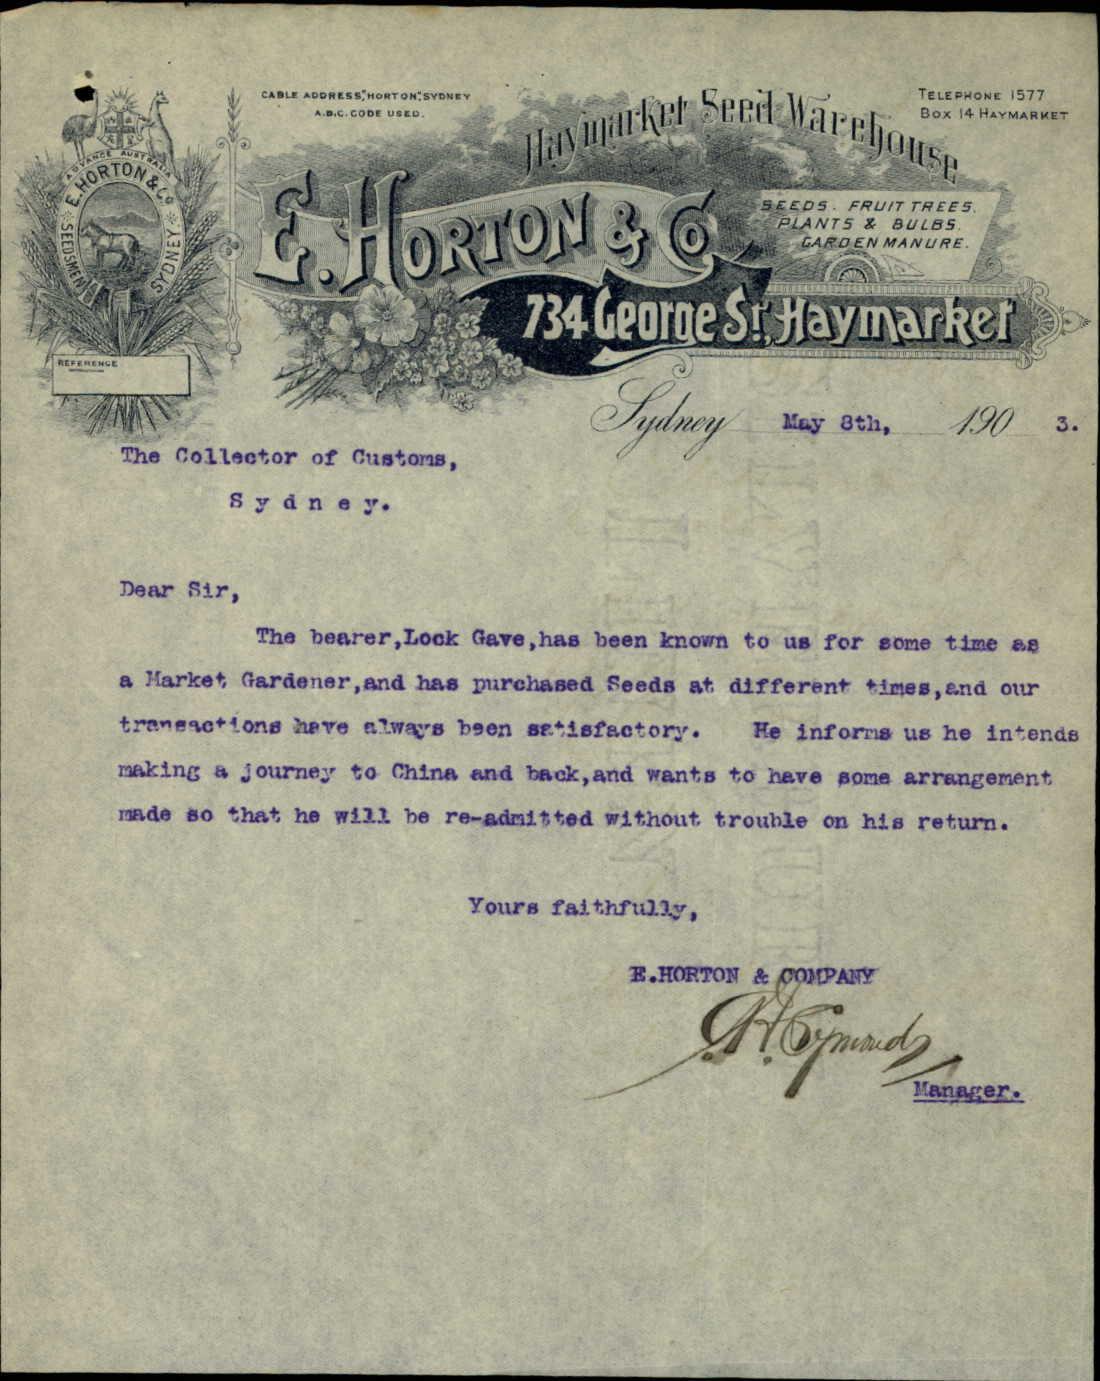 CABLE ADDRESS, "HORTON", SYDNEY
A.B.C. CODE USED.
Haymarket Seed Warehouse
TELEPHONE 1577
BOX 14 HAYMARKET
ADVANCE AUSTRALIA
E. HORTON & Co
SEEDSMEN
SYDNEY
E. HORTON & Co
SEEDS. FRUIT TREES.
PLANTS & BULBS.
GARDEN MANURE.
734 George St, Haymarket
REFERENCE
Sydney May 8th, 190 3.
The Collector of Customs,
S y d n e y.
Dear Sir,
The bearer,Lock Gave,has been known to us for some time as
a Market Gardener,and has purchased Seeds at different times,and our
transactions have always been satisfactory. He informs us he intends
making a journey to China and back,and wants to have some arrangement
made so that he will be re-admitted without trouble on his return.
Yours faithfully,
E.HORTON & COMPANY
Manager.